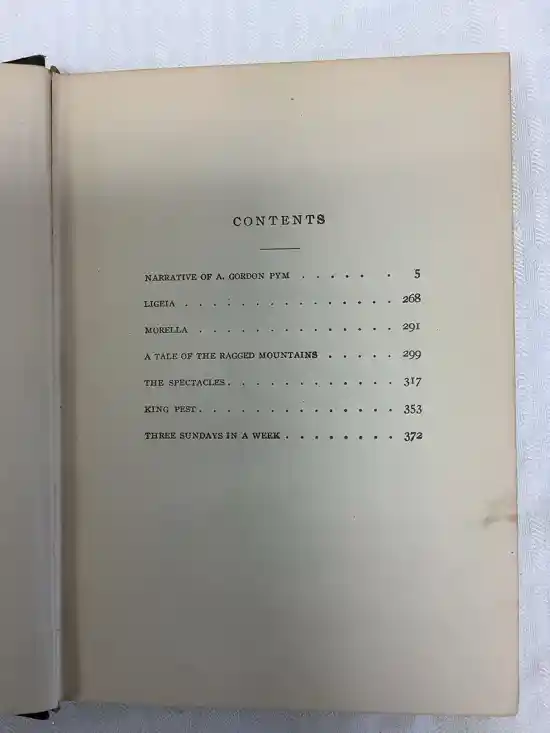 CONTENTS
NARRATIVE OF A. GORDON PYM . . . . . . 5
LIGEIA . . . . . . . . . . . . . . . 268
MORELLA . . . . . . . . . . . . . . 291
A TALE OF THE RAGGED MOUNTAINS . . . . . 299
THE SPECTACLES . . . . . . . . . . . . 317
KING PEST . . . . . . . . . . . . . . 353
THREE SUNDAYS IN A WEEK . . . . . . . . 372